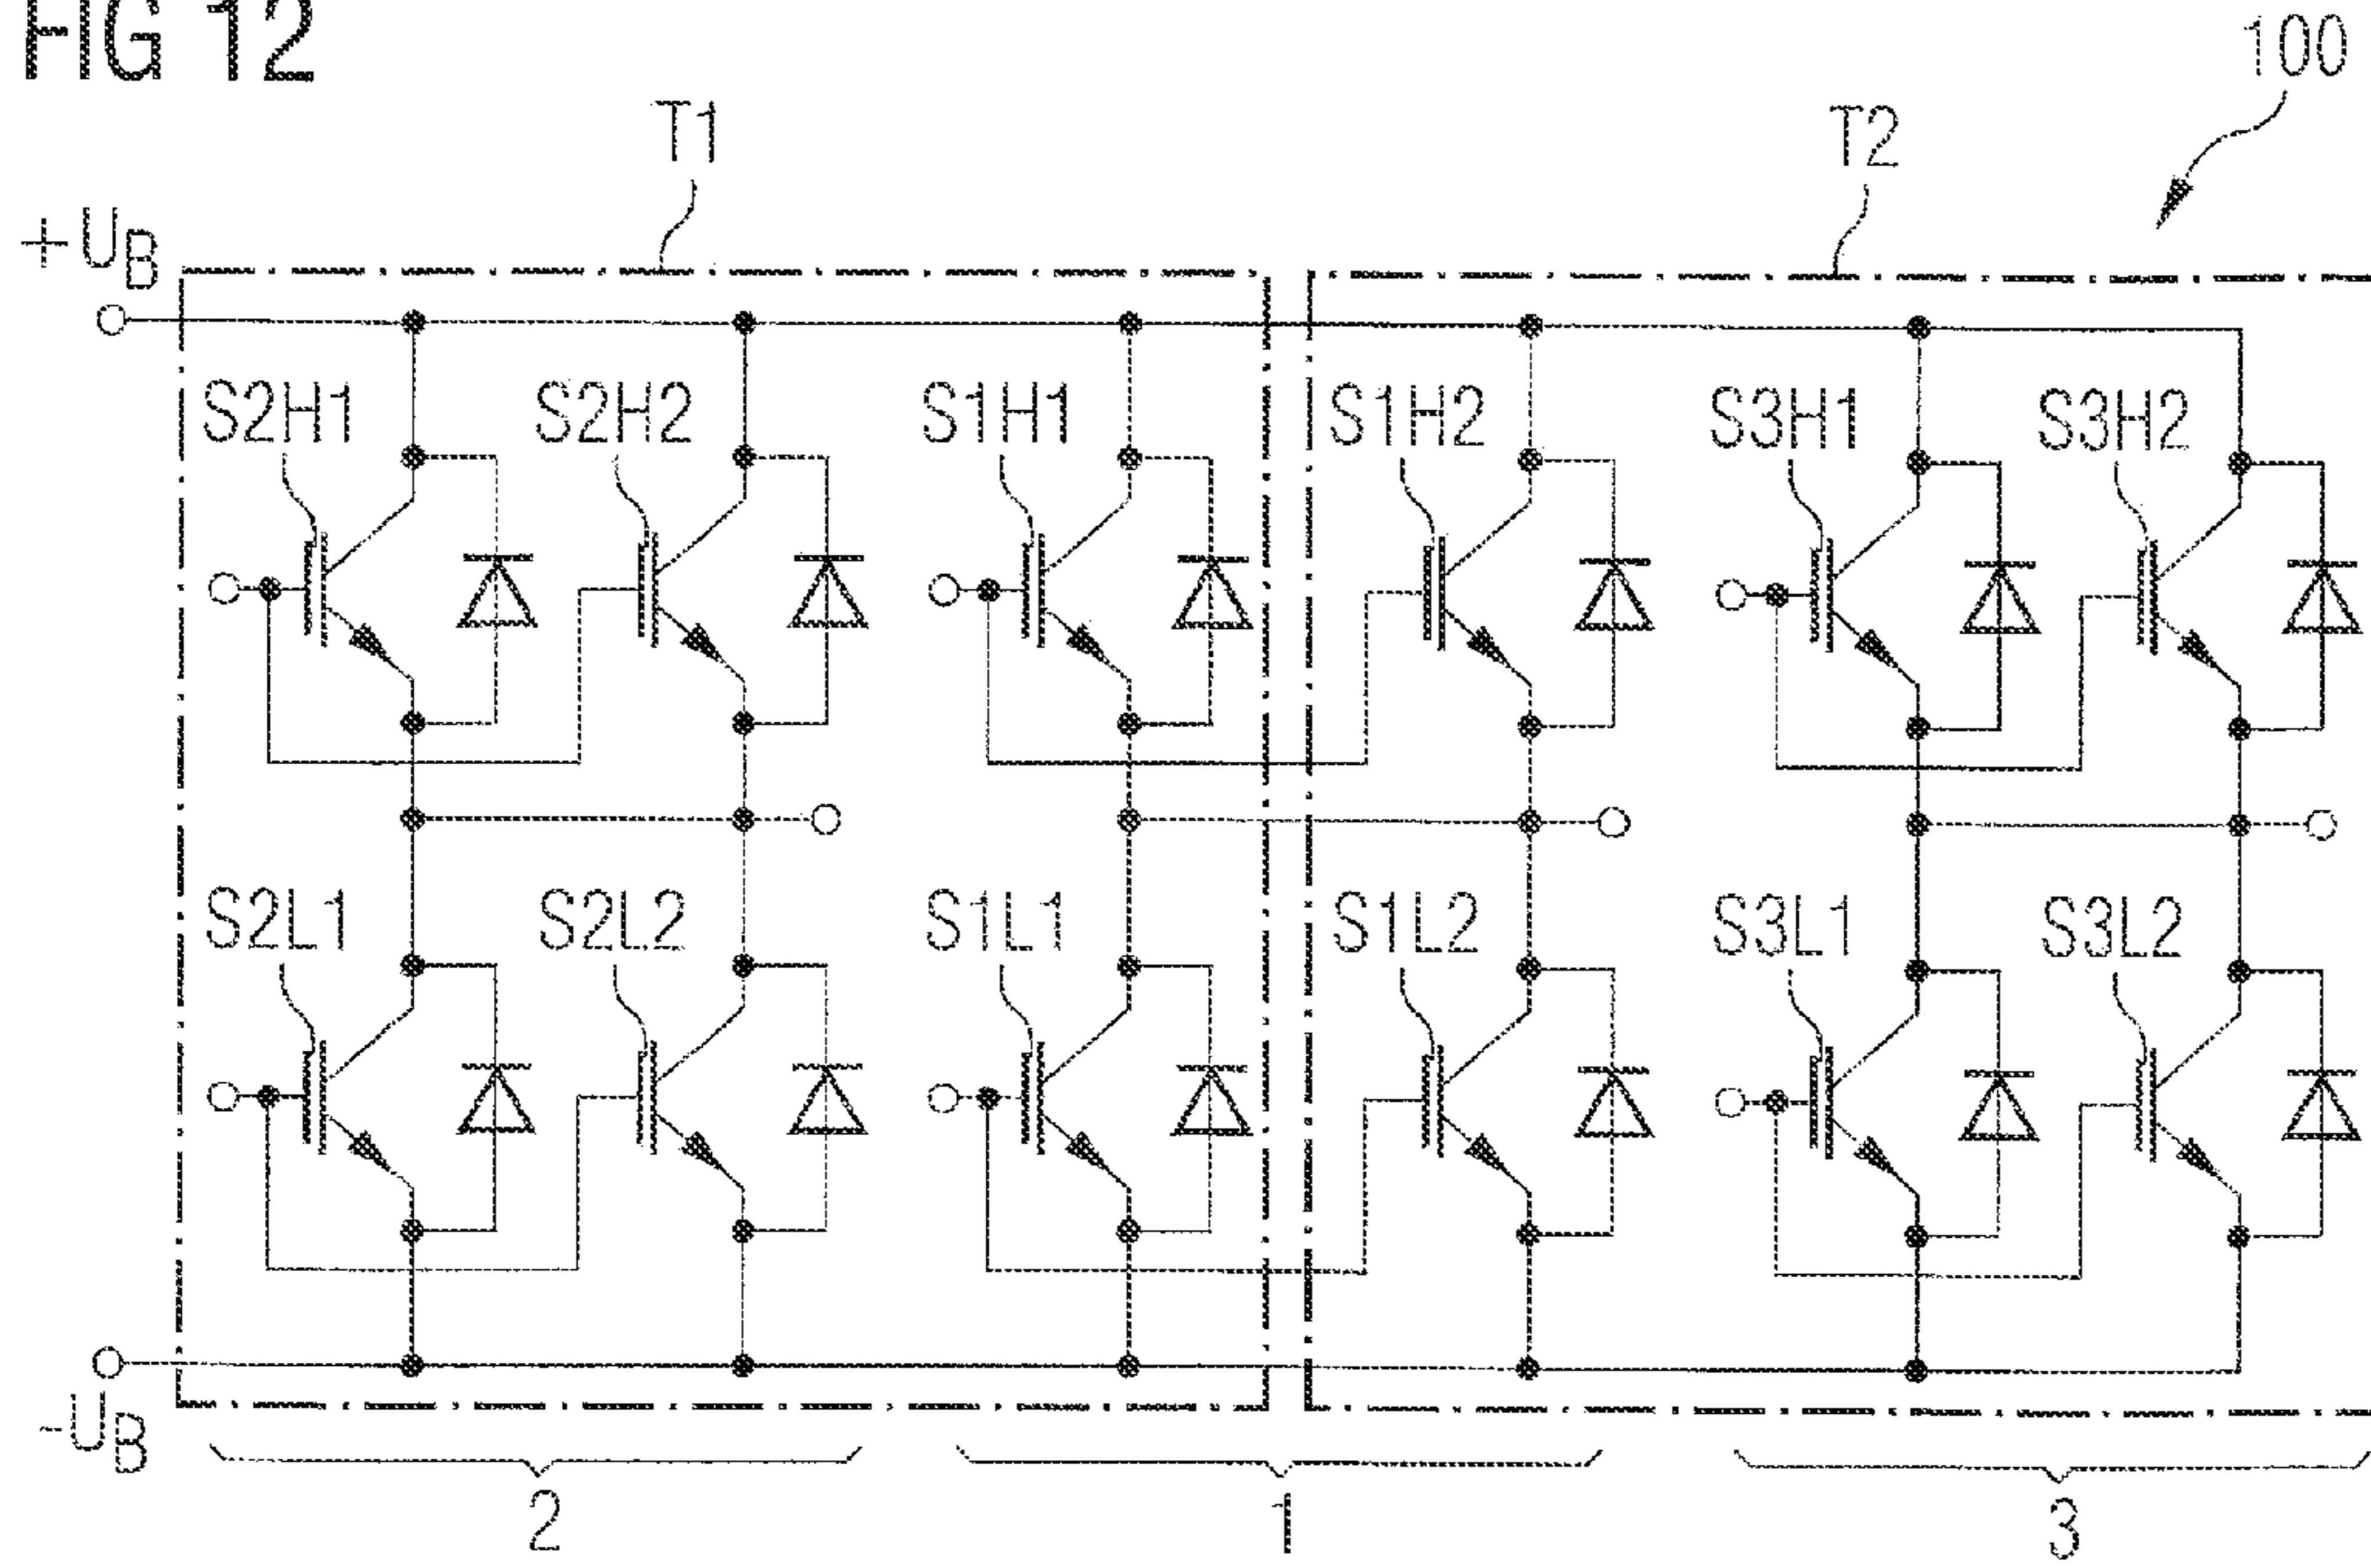 FIG 12
100
T1
T2
+UB
S2H1
S2H2
S1H1
S1H2
S3H1
S3H2
S2L1
S2L2
S1L1
S1L2
S3L1
S3L2
-UB
2
1
3